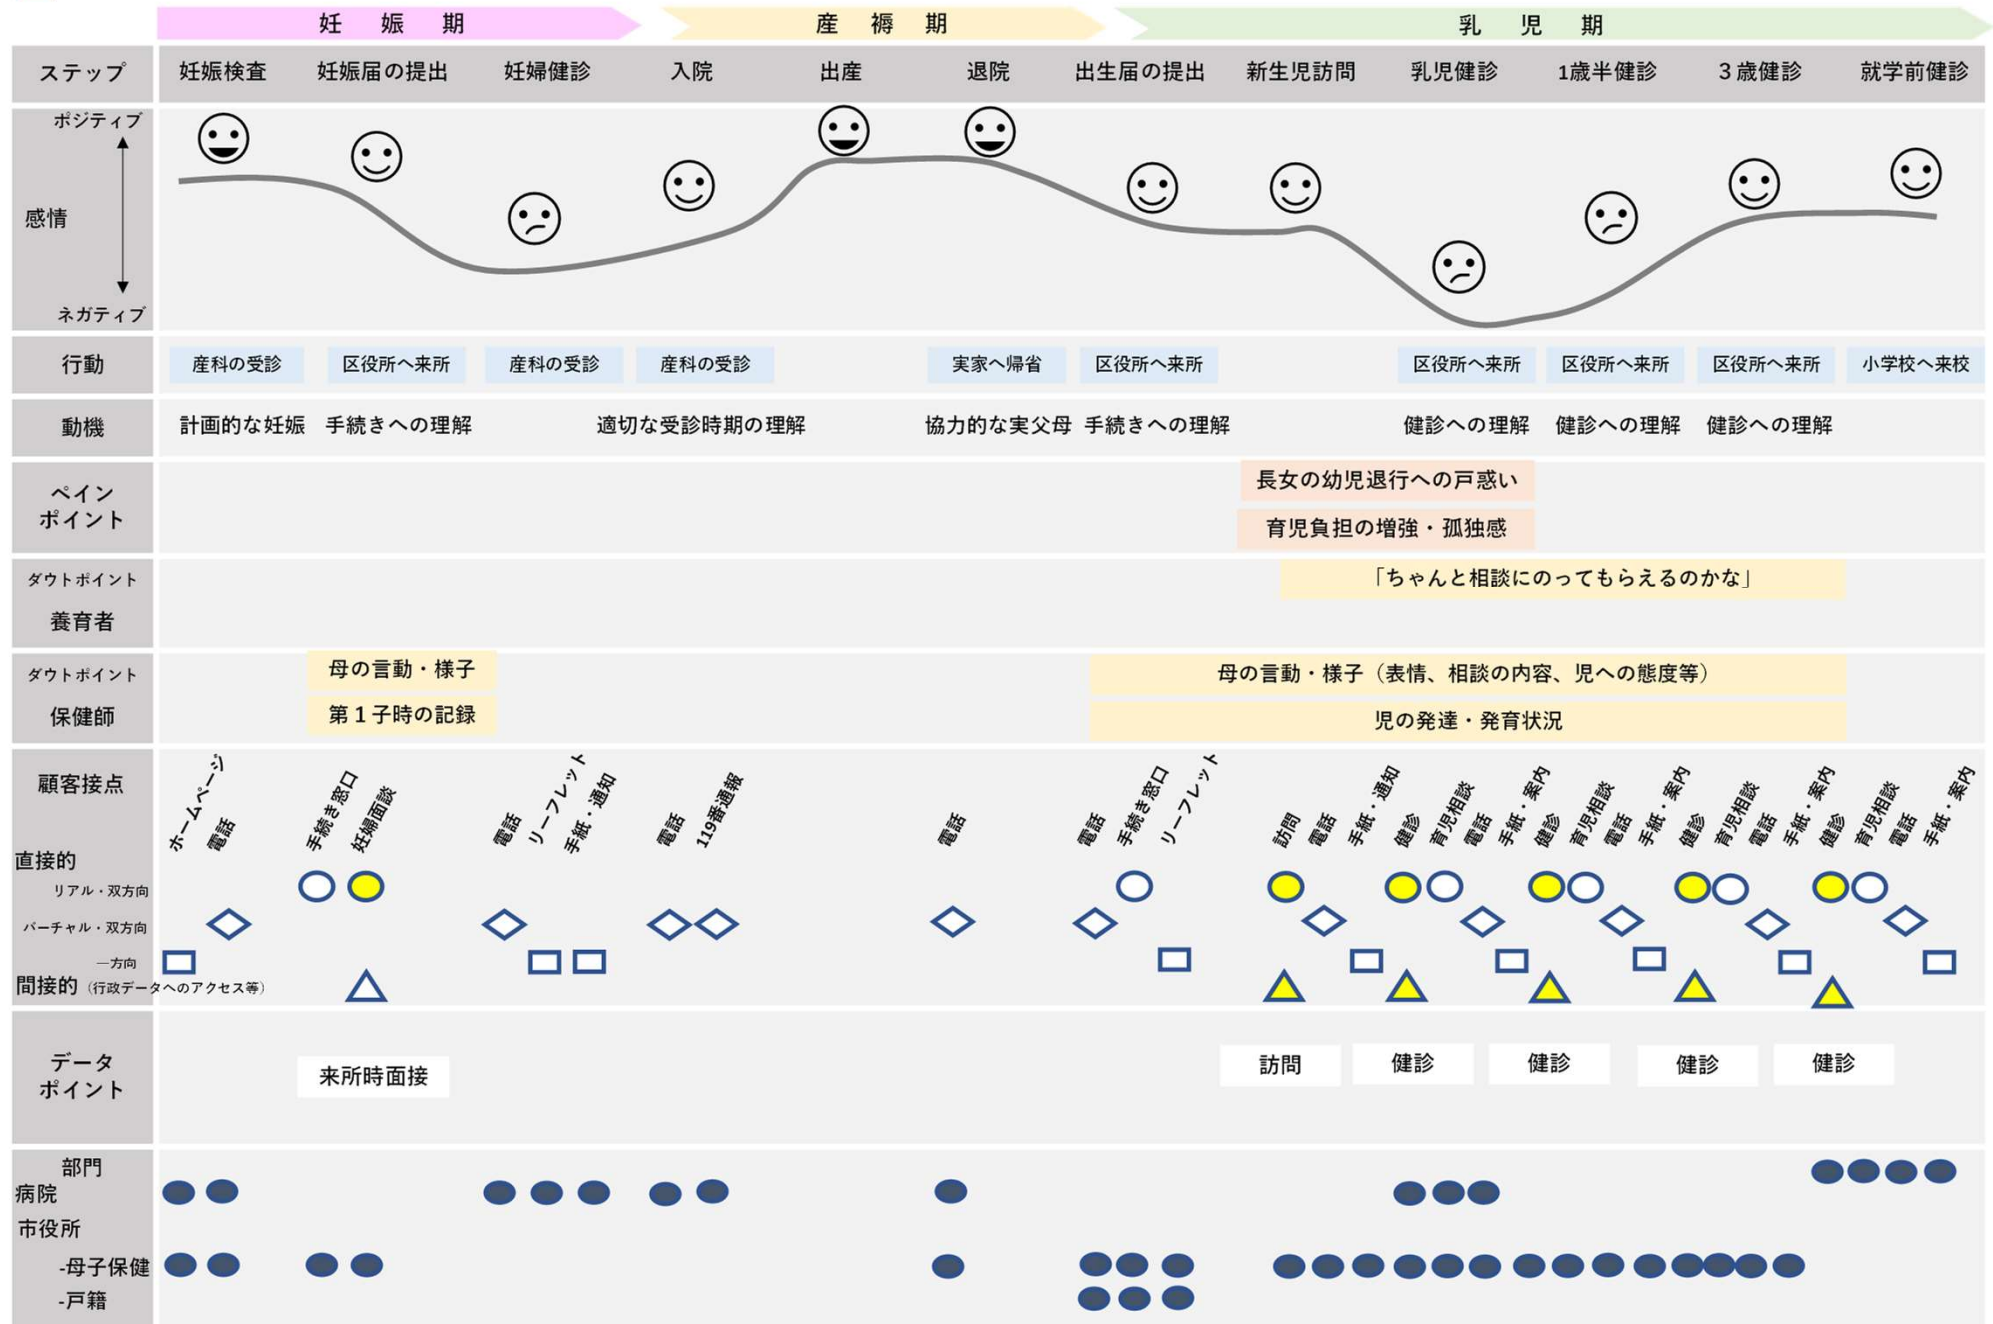 妊娠期
産褥期
乳児期
ステップ
妊娠検査
妊娠届の提出
妊婦健診
入院
出産
退院
出生届の提出
新生児訪問
乳児健診
1歳半健診
３歳健診
就学前健診
ポジティブ
感情
ネガティブ
行動
産科の受診
区役所へ来所
産科の受診
産科の受診
実家へ帰省
区役所へ来所
区役所へ来所
区役所へ来所
区役所へ来所
小学校へ来校
動機
計画的な妊娠
手続きへの理解
適切な受診時期の理解
協力的な実父母
手続きへの理解
健診への理解
健診への理解
健診への理解
ペイン
ポイント
長女の幼児退行への戸惑い
育児負担の増強・孤独感
ダウトポイント
養育者
「ちゃんと相談にのってもらえるのかな」
ダウトポイント
保健師
母の言動・様子
第１子時の記録
母の言動・様子（表情、相談の内容、児への態度等）
児の発達・発育状況
顧客接点
ホームページ
電話
手続き窓口
妊婦面談
電話
リーフレット
手紙・通知
電話
119番通報
電話
電話
手続き窓口
リーフレット
訪問
電話
手紙・通知
健診
育児相談
電話
手紙・案内
健診
育児相談
電話
手紙・案内
健診
育児相談
電話
手紙・案内
健診
育児相談
電話
手紙・案内
直接的
リアル・双方向
バーチャル・双方向
一方向
間接的（行政データへのアクセス等）
データ
ポイント
来所時面接
訪問
健診
健診
健診
健診
部門
病院
市役所
-母子保健
-戸籍